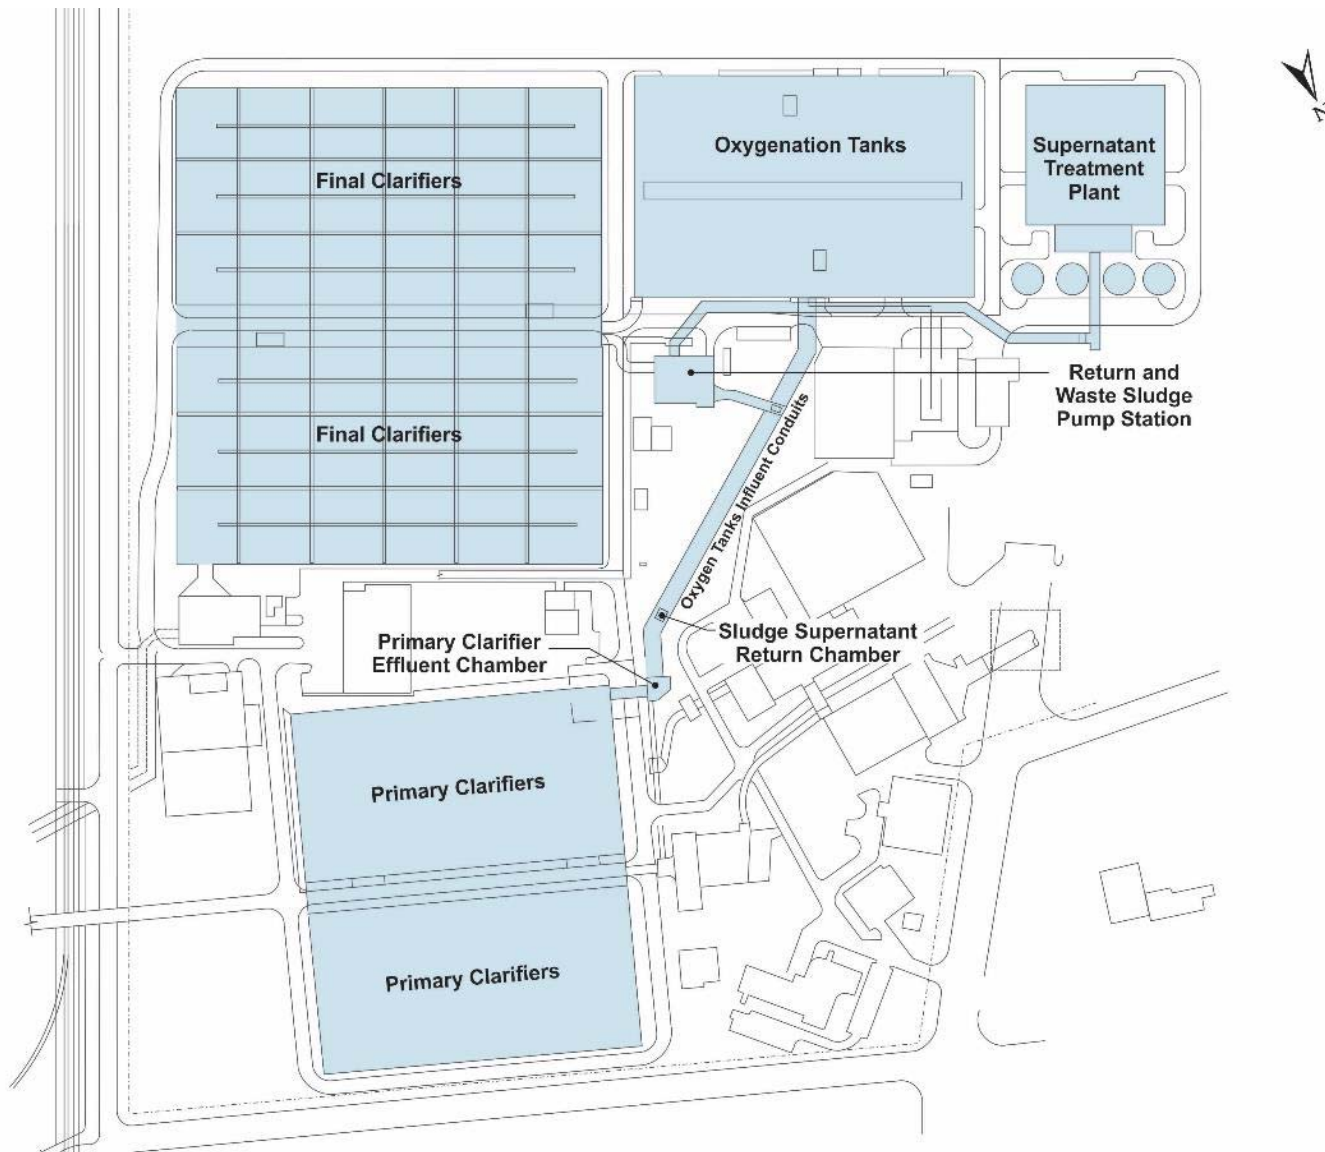 Oxygenation Tanks
Supernatant
Treatment
Plant
Final Clarifiers
Return and
Waste Sludge
Pump Station
Final Clarifiers
Oxygen Tanks Influent Conduits
Sludge Supernatant
Return Chamber
Primary Clarifier
Effluent Chamber
Primary Clarifiers
Primary Clarifiers